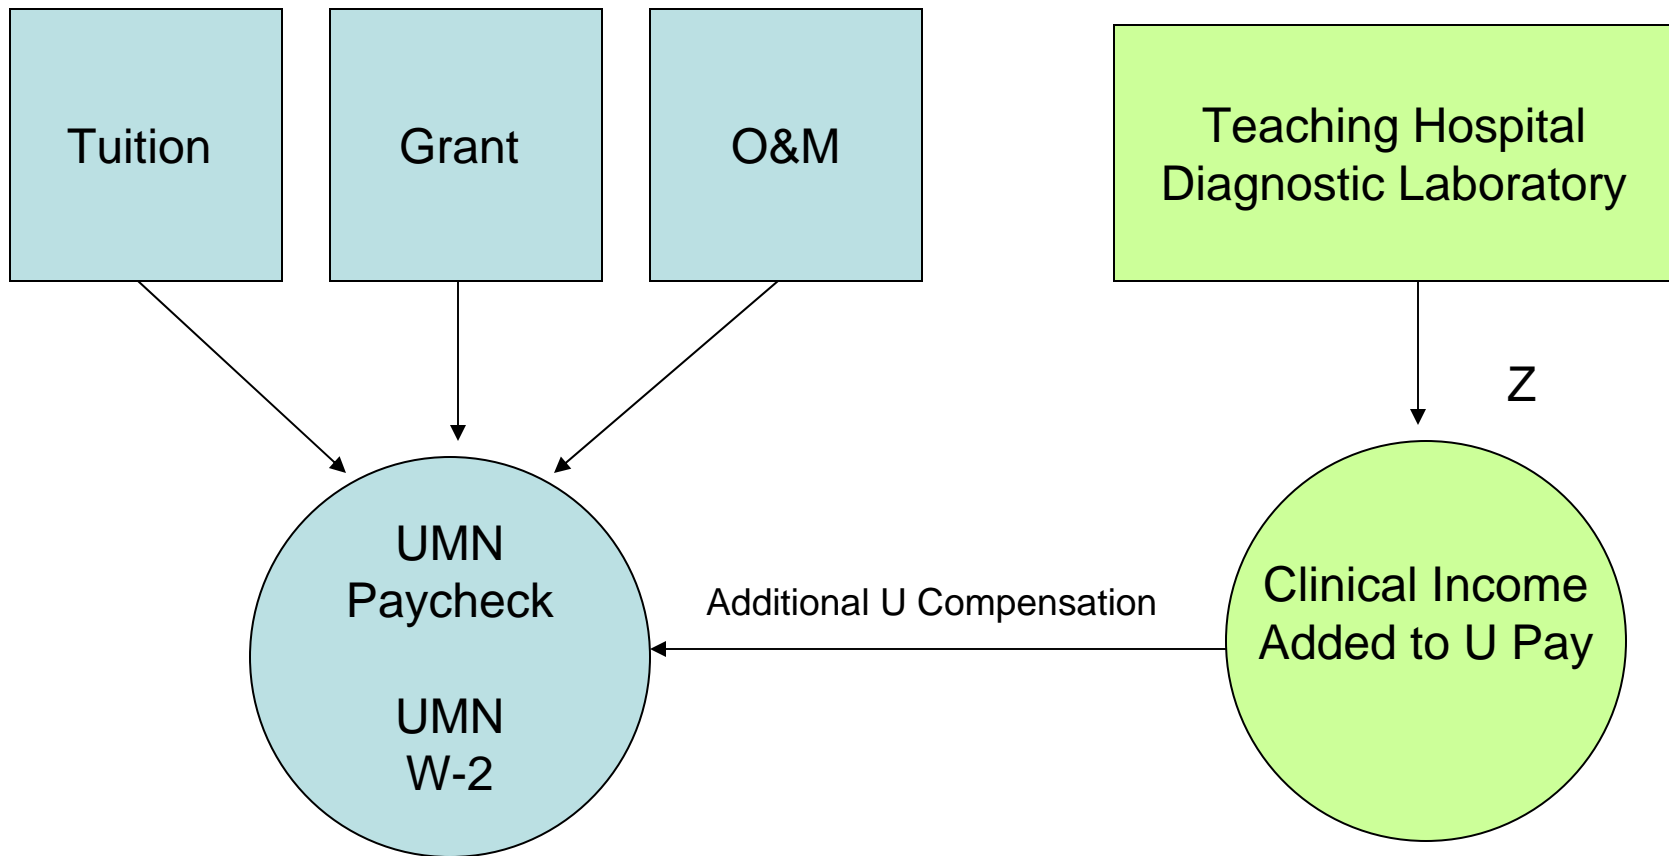 Tuition
Grant
O&M
Teaching Hospital
Diagnostic Laboratory
Z
UMN
Paycheck
UMN
W-2
Additional U Compensation
Clinical Income
Added to U Pay